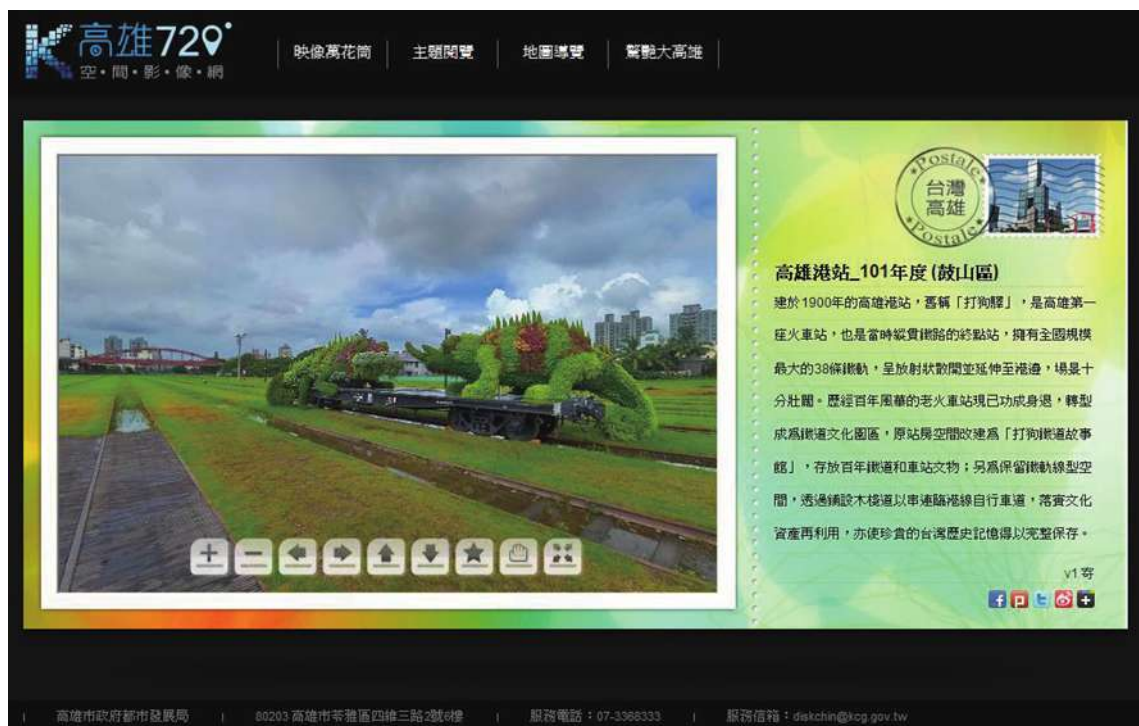 高雄720°
空•間•影•像•網
映像萬花筒
主題閱覽
地圖導覽
驚艷大高雄
Postale
台灣
高雄
Postale
高雄港站_101年度 (鼓山區)
建於1900年的高雄港站，舊稱「打狗驛」，是高雄第一
座火車站，也是當時縱貫鐵路的終點站，擁有全國規模
最大的38條鐵軌，呈放射狀散開並延伸至港邊，場景十
分壯闊。歷經百年風華的老火車站現已功成身退，轉型
成為鐵道文化園區，原站房空間改建為「打狗鐵道故事
館」，存放百年鐵道和車站文物；另為保留鐵軌線型空
間，透過鋪設木棧道以串連臨港線自行車道，落實文化
資產再利用，亦使珍貴的台灣歷史記憶得以完整保存。
v1 寄
高雄市政府都市發展局
80203 高雄市苓雅區四維三路2號6樓
服務電話：07-3368333
服務信箱：diskchin@kcg.gov.tw